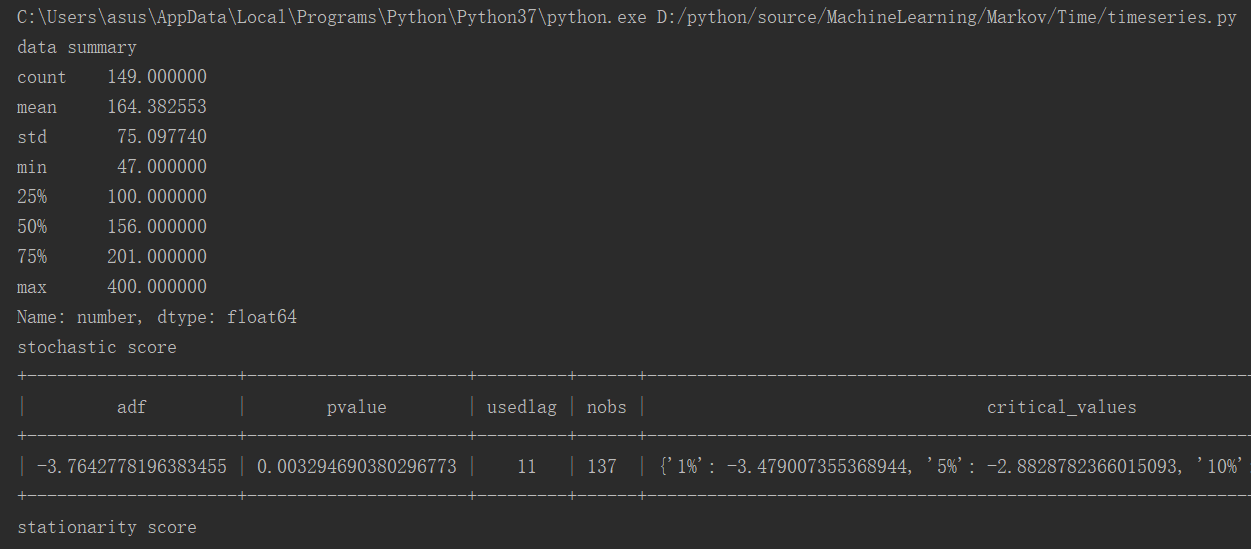 C:\Users\asus\AppData\Local\Programs\Python\Python37\python.exe D:/python/source/MachineLearning/Markov/Time/timeseries.py
data summary
count    149.000000
mean     164.382553
std       75.097740
min       47.000000
25%      100.000000
50%      156.000000
75%      201.000000
max      400.000000
Name: number, dtype: float64
stochastic score
+---------------------+----------------------+---------+------+------------------------------------------------------------
|         adf         |        pvalue        | usedlag | nobs |                                  critical_values
+---------------------+----------------------+---------+------+------------------------------------------------------------
| -3.7642778196383455 | 0.003294690380296773 |    11   | 137  | {'1%': -3.479007355368944, '5%': -2.8828782366015093, '10%'
+---------------------+----------------------+---------+------+------------------------------------------------------------
stationarity score